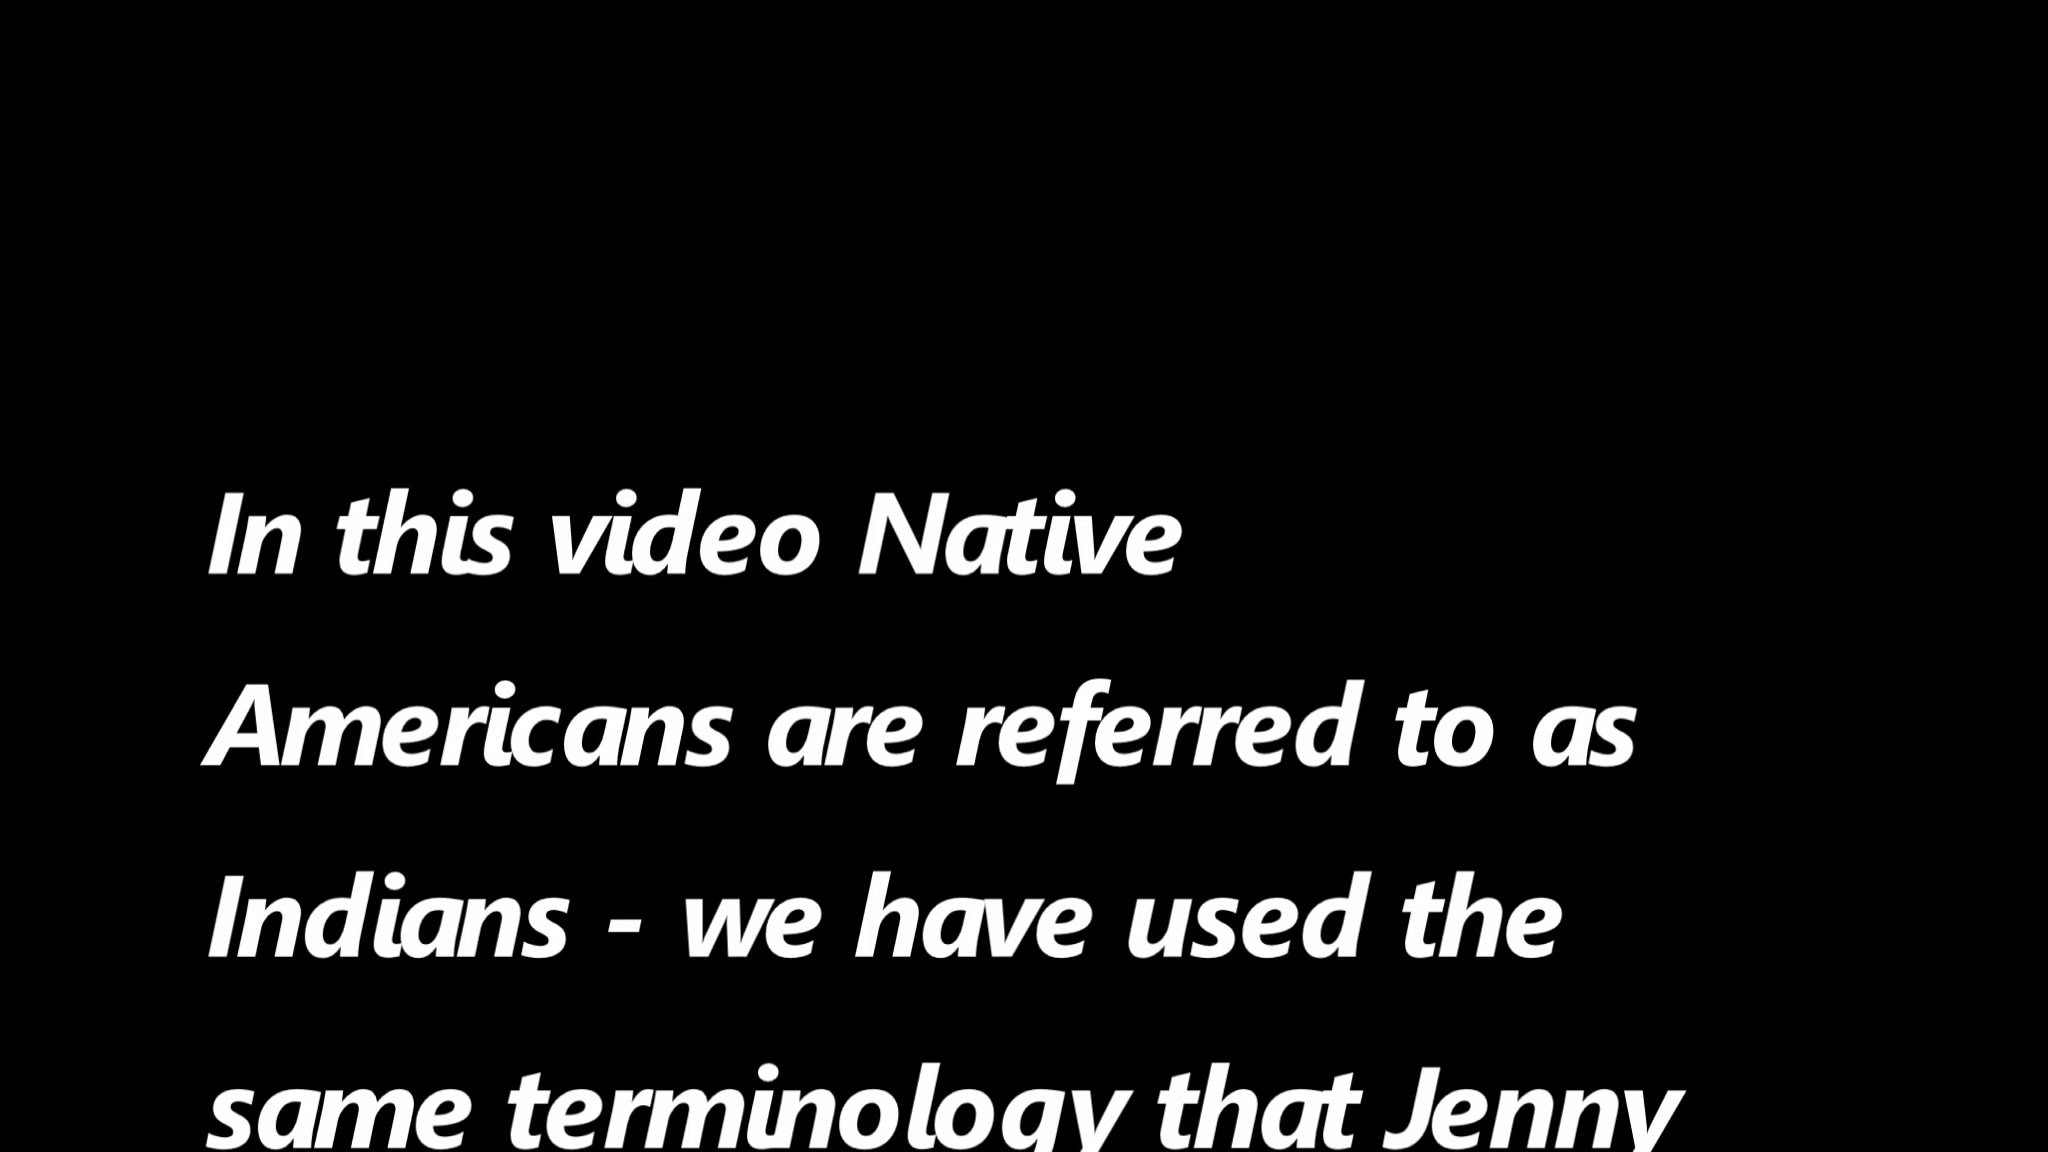 In this video Native
Americans are referred to as
Indians - we have used the
same terminology that Jenny